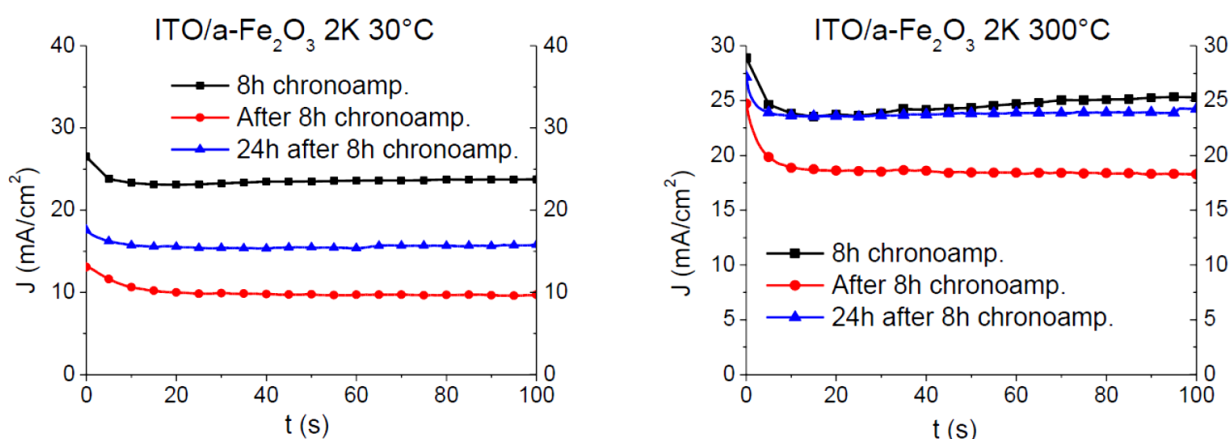 ITO/a-Fe₂O₃ 2K 30°C
40
30
20
10
0
J (mA/cm²)
8h chronoamp.
After 8h chronoamp.
24h after 8h chronoamp.
40
30
20
10
0
0 20 40 60 80 100
t (s)
ITO/a-Fe₂O₃ 2K 300°C
30
25
20
15
10
5
0
J (mA/cm²)
8h chronoamp.
After 8h chronoamp.
24h after 8h chronoamp.
30
25
20
15
10
5
0
0 20 40 60 80 100
t (s)